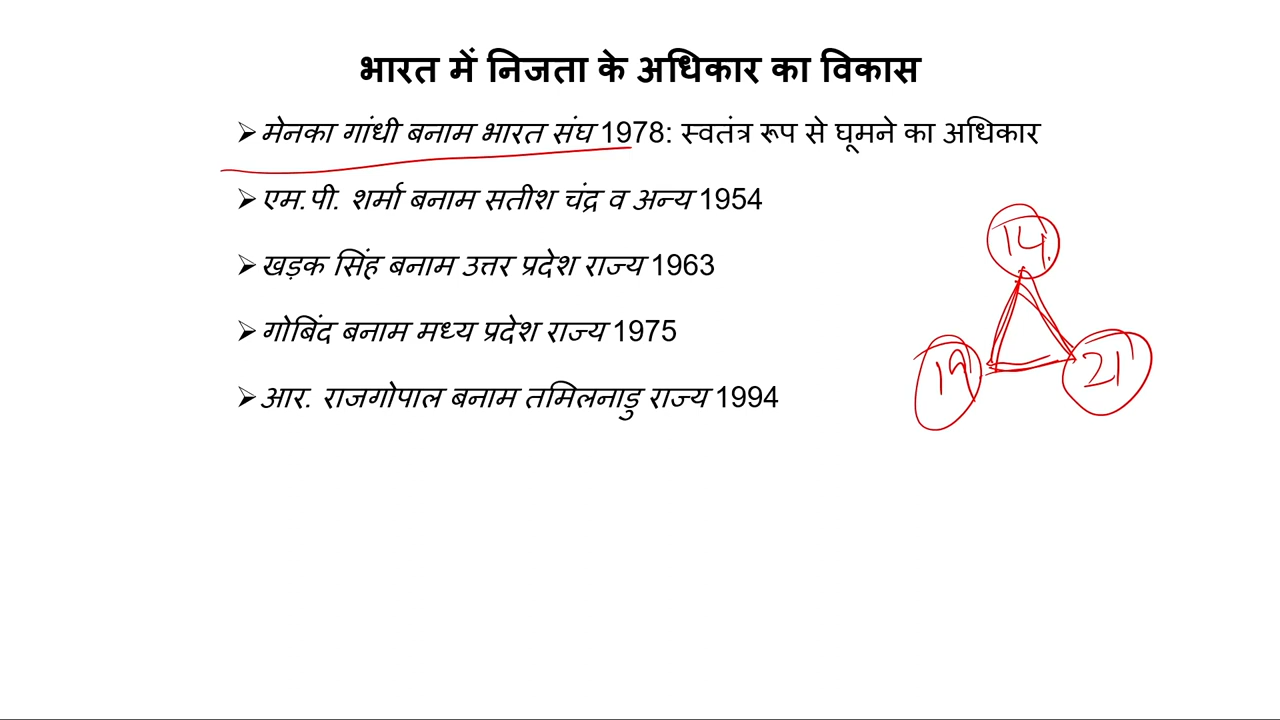 भारत में निजता के अधिकार का विकास
➢मेनका गांधी बनाम भारत संघ 1978: स्वतंत्र रूप से घूमने का अधिकार
➢एम.पी. शर्मा बनाम सतीश चंद्र व अन्य 1954
➢खड़क सिंह बनाम उत्तर प्रदेश राज्य 1963
➢गोबिंद बनाम मध्य प्रदेश राज्य 1975
➢आर. राजगोपाल बनाम तमिलनाडु राज्य 1994
14
19
21